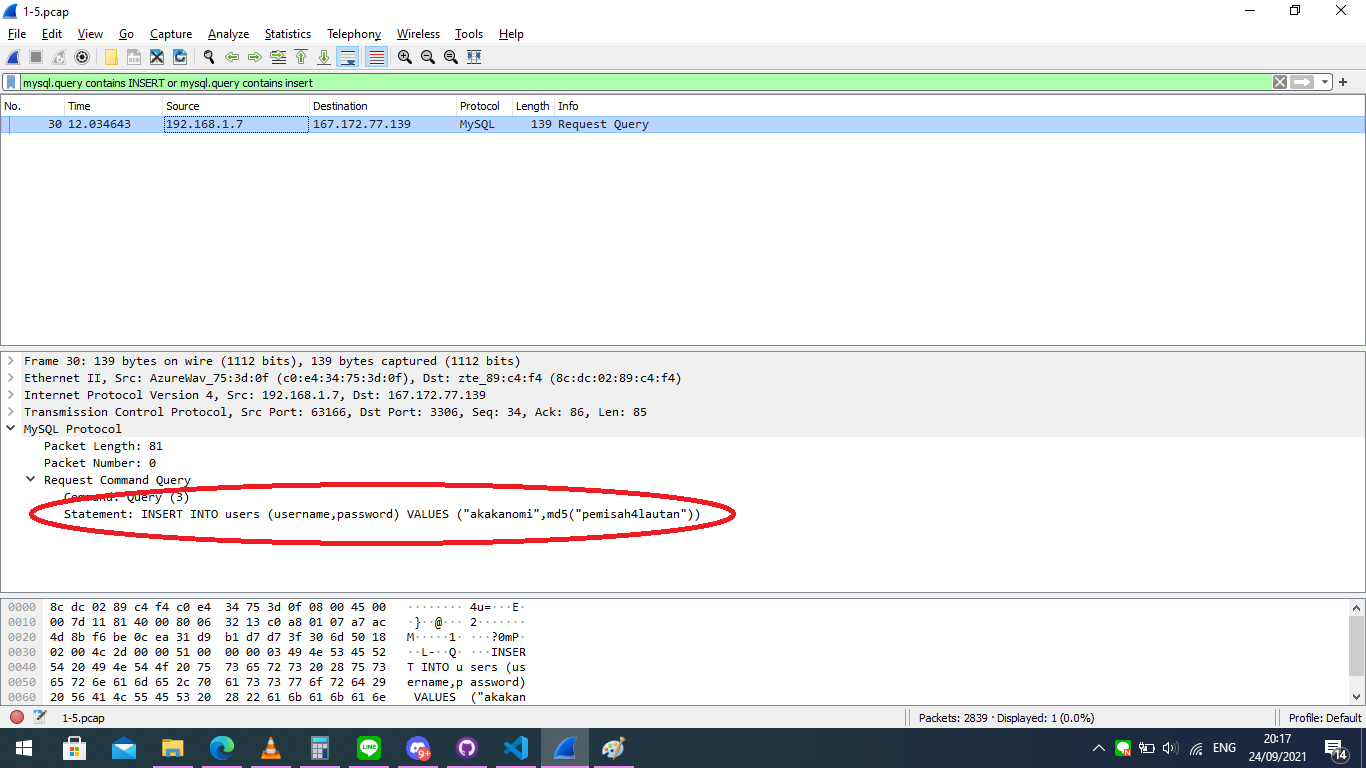 1-5.pcap
File Edit View Go Capture Analyze Statistics Telephony Wireless Tools Help
mysql.query contains INSERT or mysql.query contains insert
No. Time Source Destination Protocol Length Info
30 12.034643 192.168.1.7 167.172.77.139 MySQL 139 Request Query
Frame 30: 139 bytes on wire (1112 bits), 139 bytes captured (1112 bits)
Ethernet II, Src: AzureWav_75:3d:0f (c0:e4:34:75:3d:0f), Dst: zte_89:c4:f4 (8c:dc:02:89:c4:f4)
Internet Protocol Version 4, Src: 192.168.1.7, Dst: 167.172.77.139
Transmission Control Protocol, Src Port: 63166, Dst Port: 3306, Seq: 34, Ack: 86, Len: 85
MySQL Protocol
Packet Length: 81
Packet Number: 0
Request Command Query
Command: Query (3)
Statement: INSERT INTO users (username,password) VALUES ("akakanomi",md5("pemisah4lautan"))
0000 8c dc 02 89 c4 f4 c0 e4 34 75 3d 0f 08 00 45 00 ········ 4u=···E·
0010 00 7d 11 81 40 00 80 06 32 13 c0 a8 01 07 a7 ac ·}··@··· 2·······
0020 4d 8b f6 be 0c ea 31 d9 b1 d7 d7 3f 30 6d 50 18 M·····1· ···?0mP·
0030 02 00 4c 2d 00 00 51 00 00 00 03 49 4e 53 45 52 ··L-··Q· ···INSER
0040 54 20 49 4e 54 4f 20 75 73 65 72 73 20 28 75 73 T INTO u sers (us
0050 65 72 6e 61 6d 65 2c 70 61 73 73 77 6f 72 64 29 ername,p assword)
0060 20 56 41 4c 55 45 53 20 28 22 61 6b 61 6b 61 6e VALUES ("akakan
1-5.pcap Packets: 2839 · Displayed: 1 (0.0%) Profile: Default
9+
ENG
20:17
24/09/2021
14